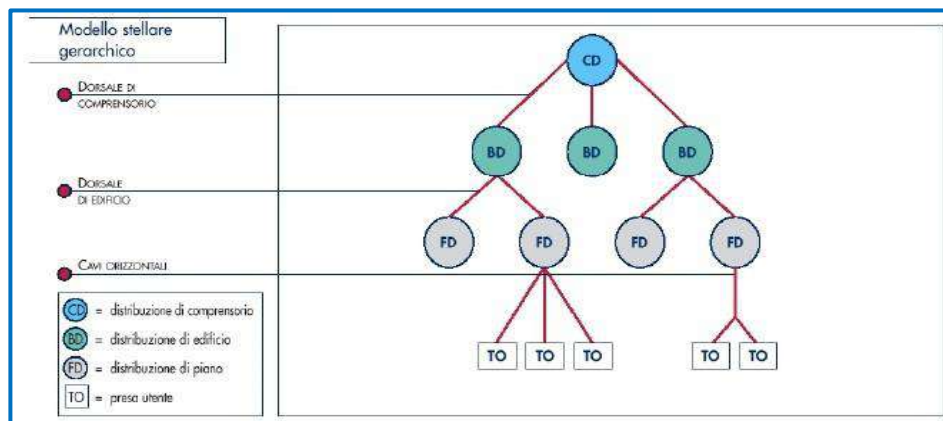 Modello stellare
gerarchico
DORSALE DI
COMPRENSORIO
DORSALE
DI EDIFICIO
CAVI ORIZZONTALI
CD = distribuzione di comprensorio
BD = distribuzione di edificio
FD = distribuzione di piano
TO = presa utente
CD
BD BD BD
FD FD FD FD
TO TO TO TO TO